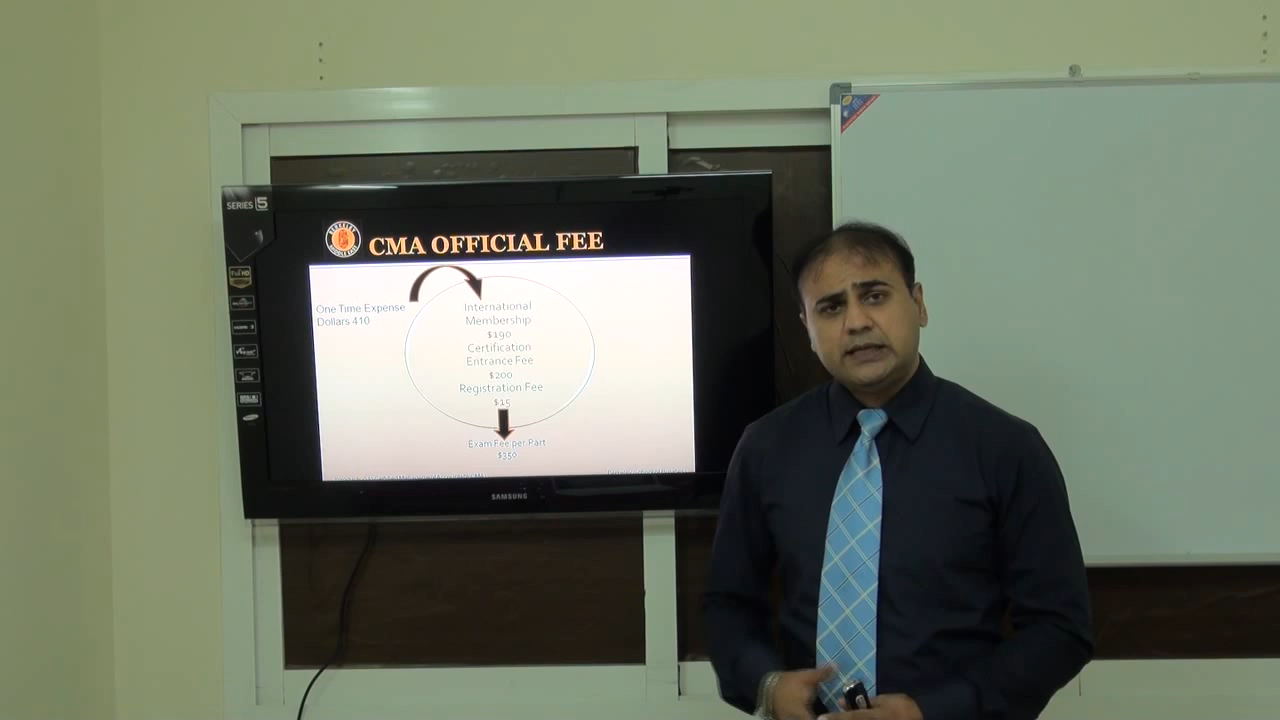 SERIES 5
CMA OFFICIAL FEE
One Time Expense
Dollars 410
International
Membership
$190
Certification
Entrance Fee
$200
Registration Fee
$15
Exam Fee per Part
$350
SAMSUNG